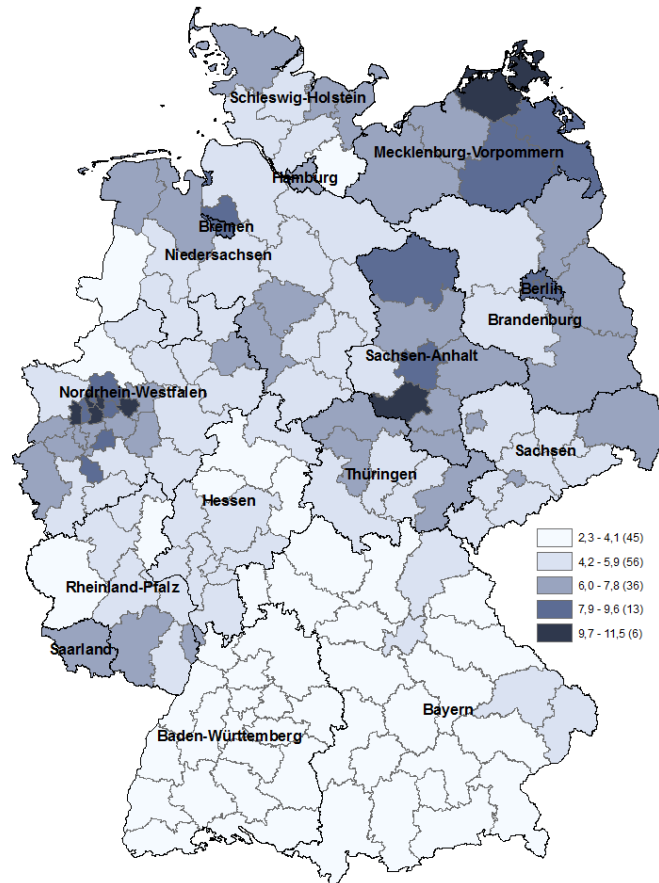 Schleswig-Holstein
Mecklenburg-Vorpommern
Hamburg
Bremen
Niedersachsen
Berlin
Brandenburg
Sachsen-Anhalt
Nordrhein-Westfalen
Sachsen
Thüringen
Hessen
2,3 - 4,1 (45)
4,2 - 5,9 (56)
6,0 - 7,8 (36)
7,9 - 9,6 (13)
9,7 - 11,5 (6)
Rheinland-Pfalz
Saarland
Bayern
Baden-Württemberg